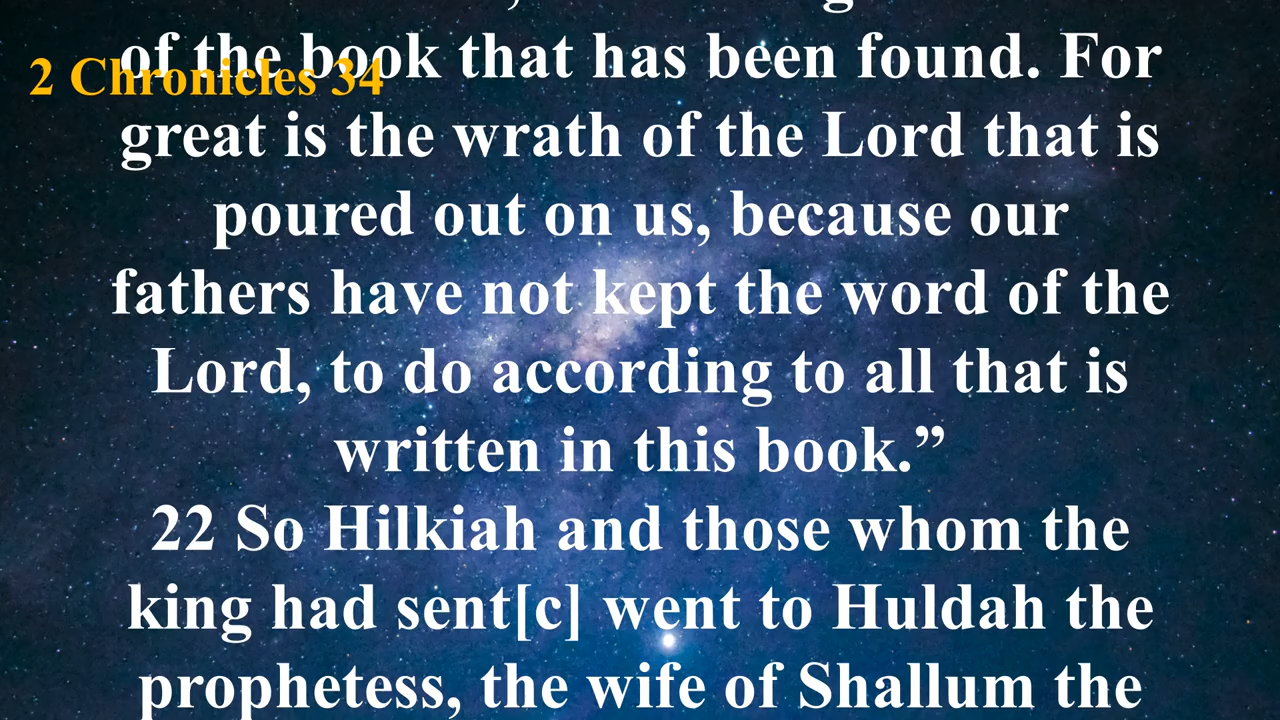 of the book that has been found. For
2 Chronicles 34
great is the wrath of the Lord that is
poured out on us, because our
fathers have not kept the word of the
Lord, to do according to all that is
written in this book.”
22 So Hilkiah and those whom the
king had sent[c] went to Huldah the
prophetess, the wife of Shallum the